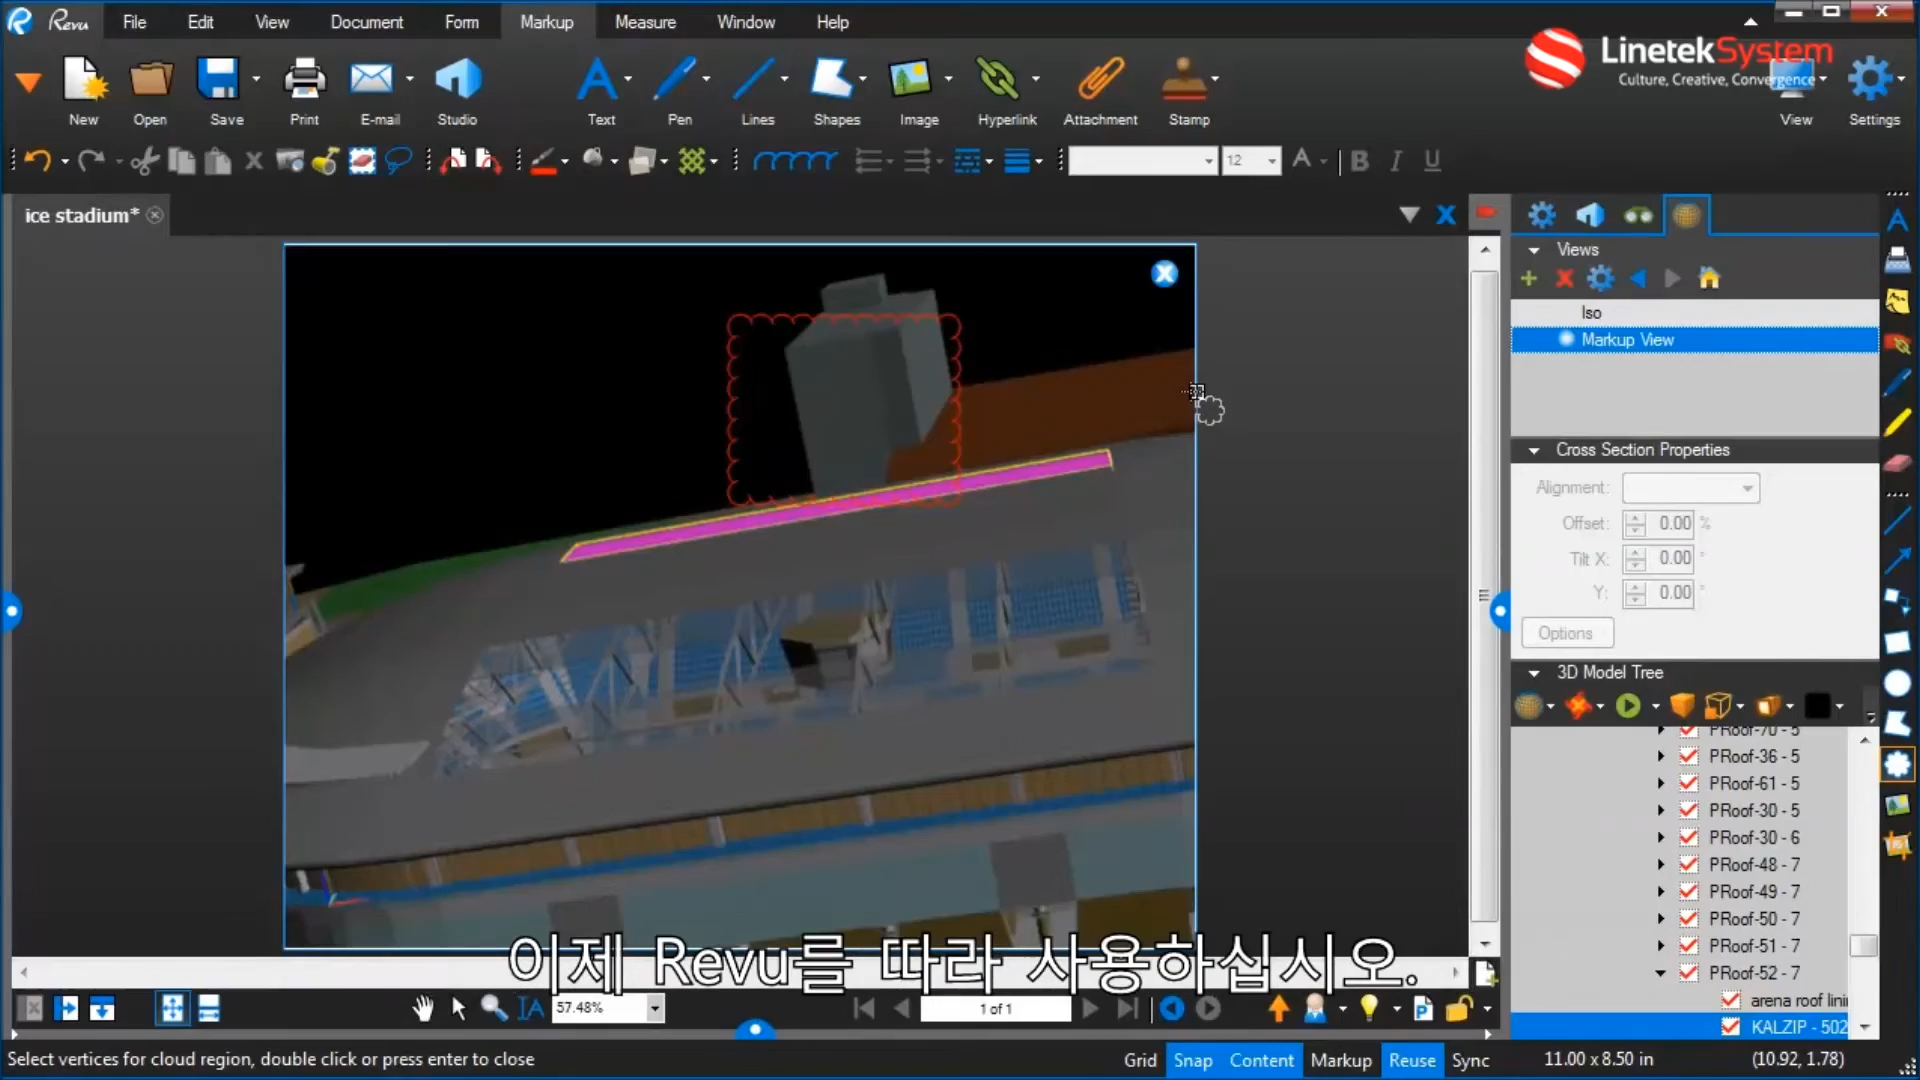 Revu File Edit View Document Form Markup Measure Window Help
LinetekSystem
Culture, Creative, Convergence
New Open Save Print E-mail Studio Text Pen Lines Shapes Image Hyperlink Attachment Stamp View Settings
12 A B I U
ice stadium*
Views
Iso
Markup View
Cross Section Properties
Alignment:
Offset: 0.00 %
Tilt X: 0.00 °
Y: 0.00 °
Options
3D Model Tree
PRoof-70 - 5
PRoof-36 - 5
PRoof-61 - 5
PRoof-30 - 5
PRoof-30 - 6
PRoof-48 - 7
PRoof-49 - 7
PRoof-50 - 7
PRoof-51 - 7
PRoof-52 - 7
arena roof lini
KALZIP - 502
이제 Revu를 따라 사용하십시오.
57.48% 1 of 1
Select vertices for cloud region, double click or press enter to close Grid Snap Content Markup Reuse Sync 11.00 x 8.50 in (10.92, 1.78)